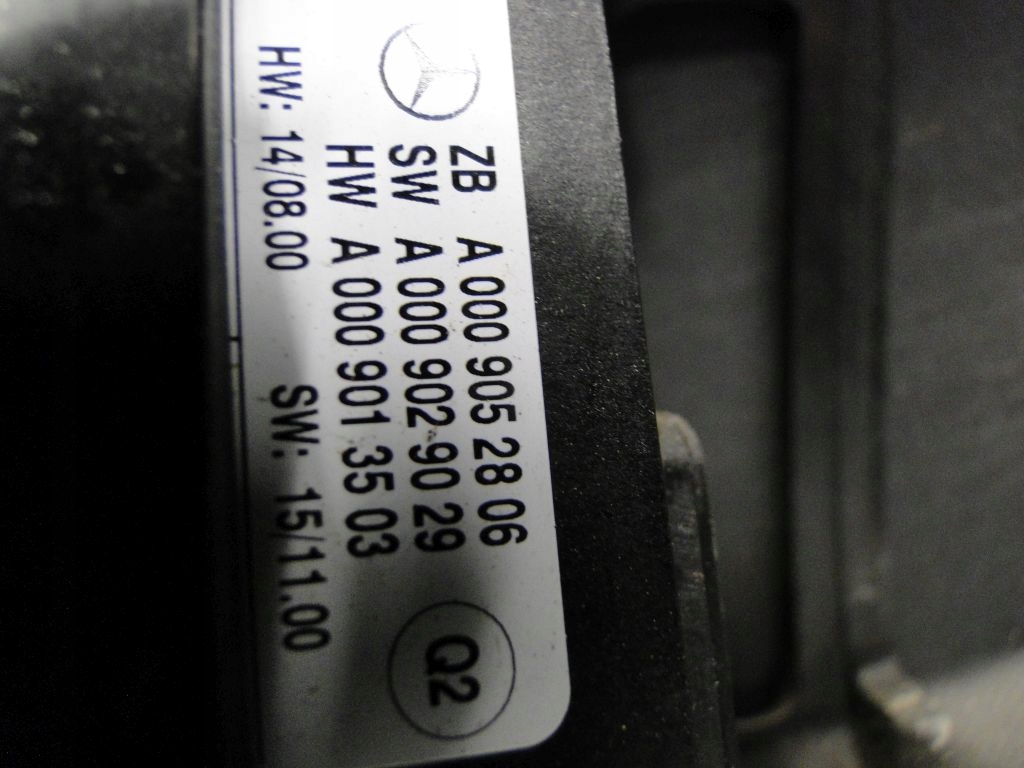 ZB A 000 905 28 06
SW A 000 902 90 29
HW A 000 901 35 03
Q2
HW: 14/08.00 SW: 15/11.00